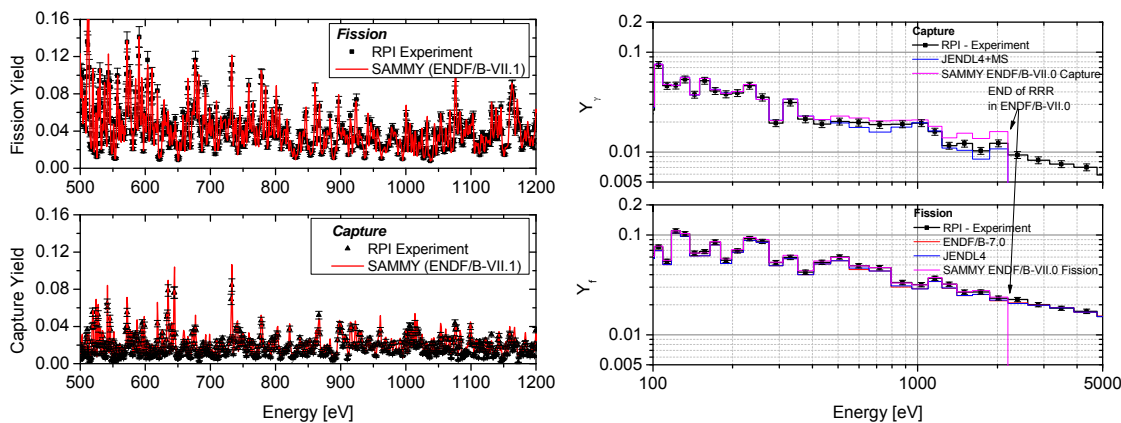 0.16
0.12
0.08
0.04
0.00
Fission Yield
Fission
RPI Experiment
SAMMY (ENDF/B-VII.1)
500 600 700 800 900 1000 1100 1200
0.16
0.12
0.08
0.04
0.00
Capture Yield
Capture
RPI Experiment
SAMMY (ENDF/B-VII.1)
500 600 700 800 900 1000 1100 1200
Energy [eV]
0.2
0.1
0.01
0.005
Yγ
Capture
RPI - Experiment
JENDL4+MS
SAMMY ENDF/B-VII.0 Capture
END of RRR
in ENDF/B-VII.0
0.2
0.1
0.01
0.005
Yf
Fission
RPI - Experiment
ENDF/B-7.0
JENDL4
SAMMY ENDF/B-VII.0 Fission
100 1000 5000
Energy [eV]